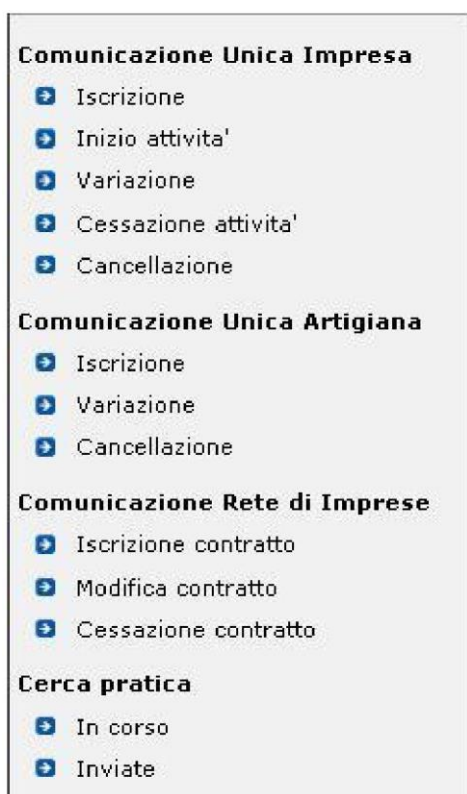 Comunicazione Unica Impresa
Iscrizione
Inizio attivita'
Variazione
Cessazione attivita'
Cancellazione
Comunicazione Unica Artigiana
Iscrizione
Variazione
Cancellazione
Comunicazione Rete di Imprese
Iscrizione contratto
Modifica contratto
Cessazione contratto
Cerca pratica
In corso
Inviate